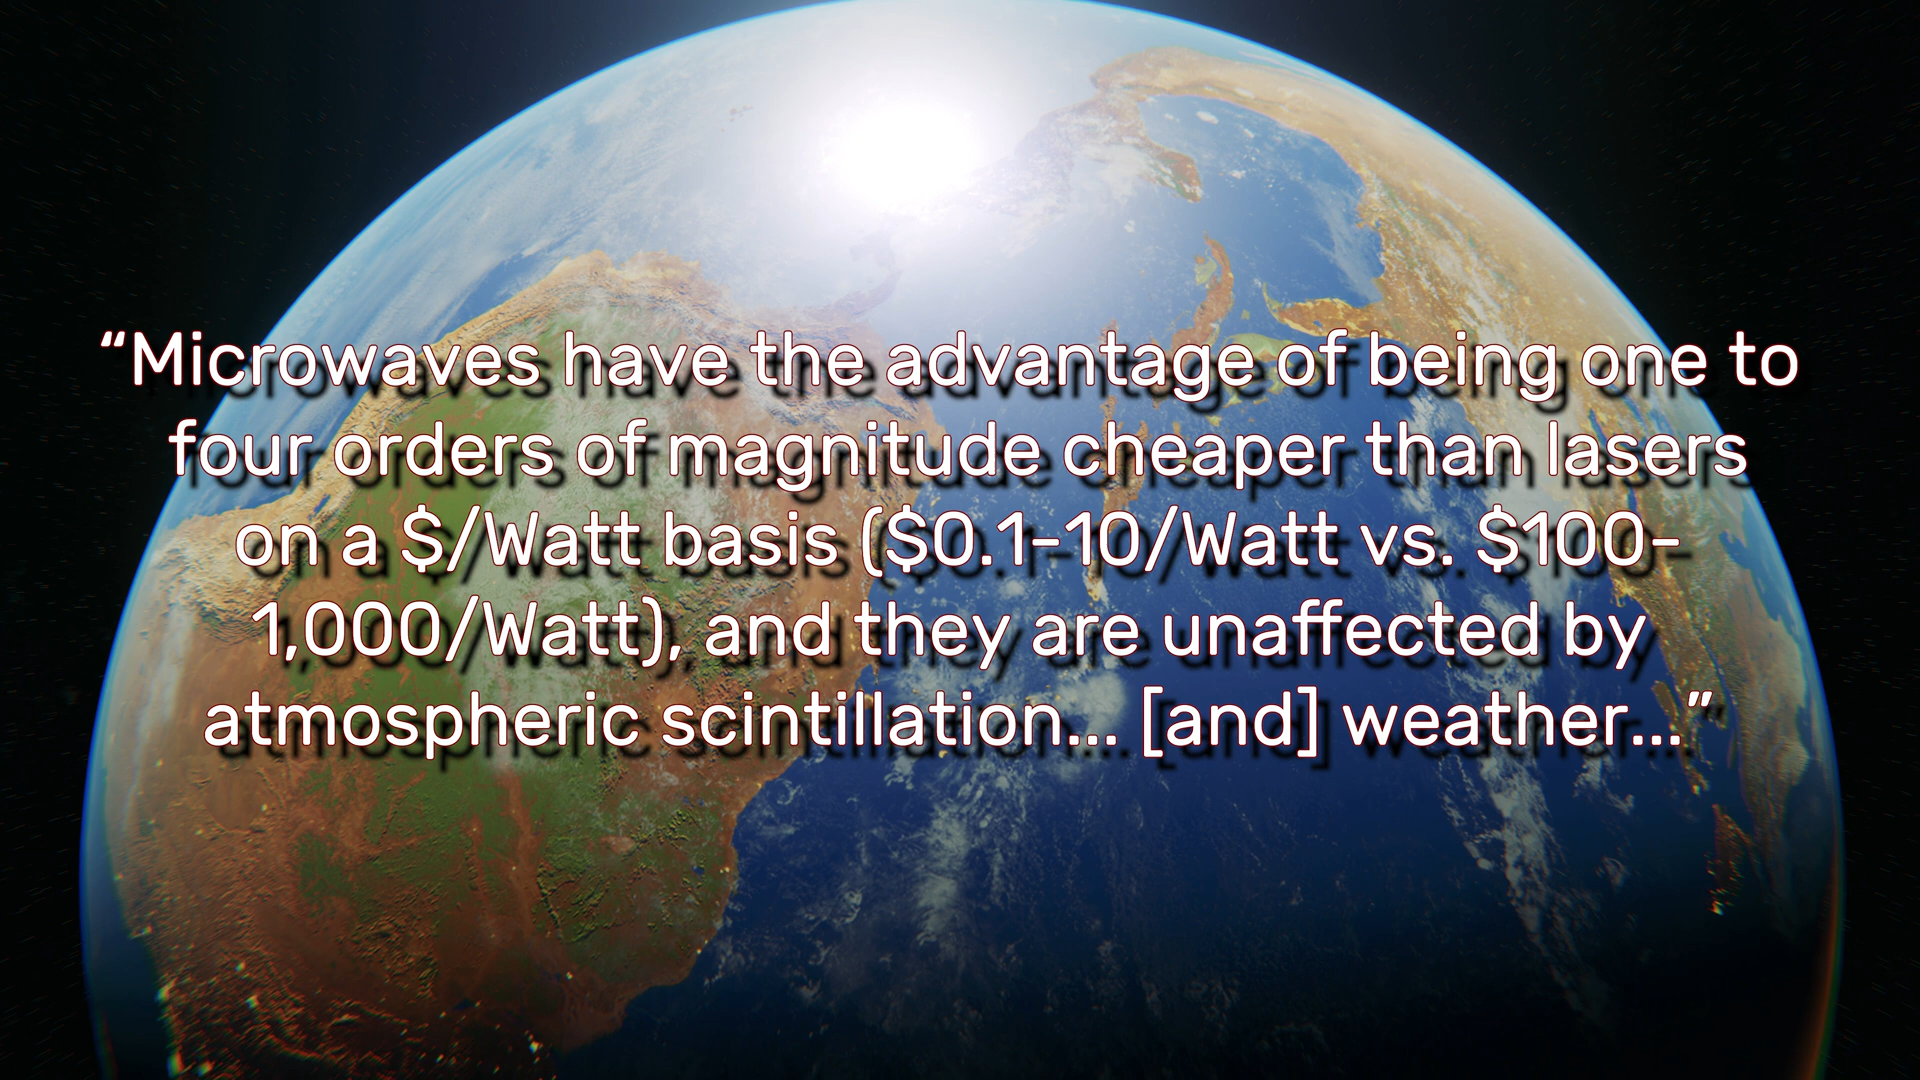 “Microwaves have the advantage of being one to
four orders of magnitude cheaper than lasers
on a $/Watt basis ($0.1-10/Watt vs. $100-
1,000/Watt), and they are unaffected by
atmospheric scintillation... [and] weather...”